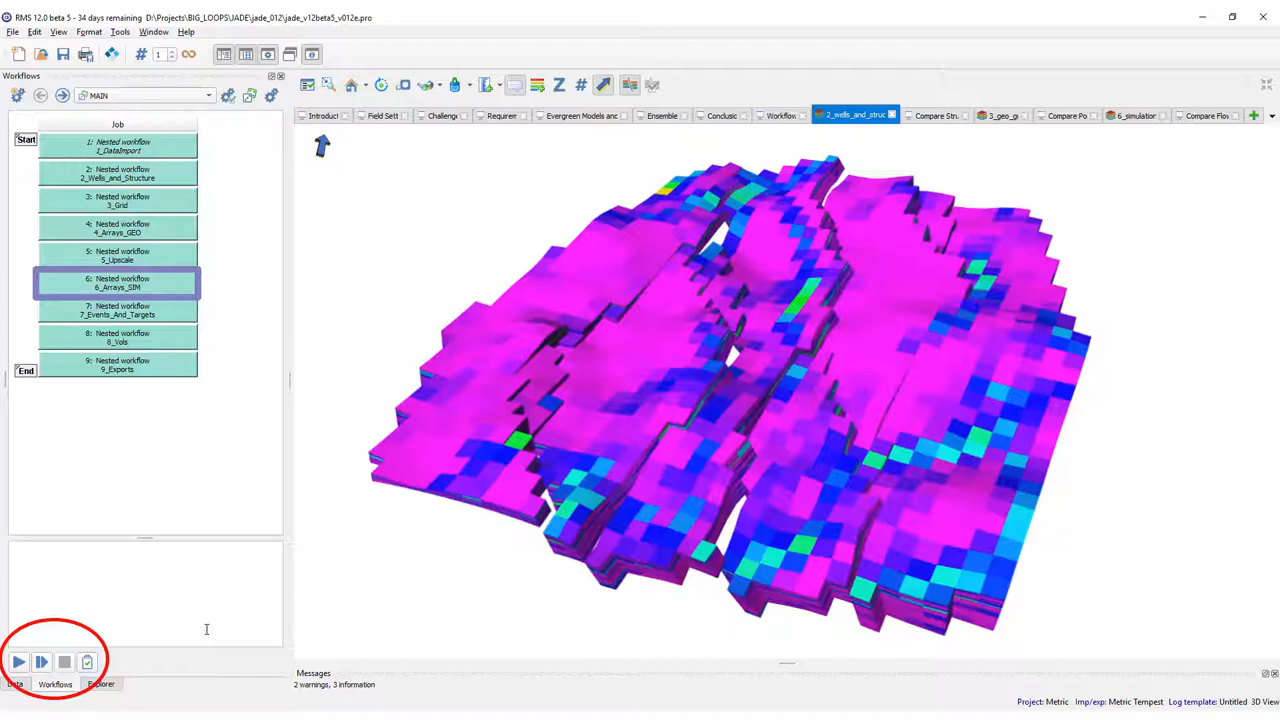 RMS 12.0 beta 5 - 34 days remaining D:\Projects\BIG_LOOPS\JADE\jade_012\jade_v12beta5_v012e.pro
File Edit View Format Tools Window Help
1
Workflows
MAIN
Introduct
Field Sett
Challeng
Requirem
Evergreen Models anc
Ensemble
Conclusic
Workflow
2_wells_and_struc
Compare Stru
3_geo_g
Compare Po
6_simulation
Compare Flov
Job
Start
1: Nested workflow
1_DataImport
2: Nested workflow
2_Wells_and_Structure
3: Nested workflow
3_Grid
4: Nested workflow
4_Arrays_GEO
5: Nested workflow
5_Upscale
6: Nested workflow
6_Arrays_SIM
7: Nested workflow
7_Events_And_Targets
8: Nested workflow
8_Vols
9: Nested workflow
9_Exports
End
Messages
2 warnings, 3 information
Data Workflows Explorer
Project: Metric Imp/exp: Metric Tempest Log template: Untitled 3D View